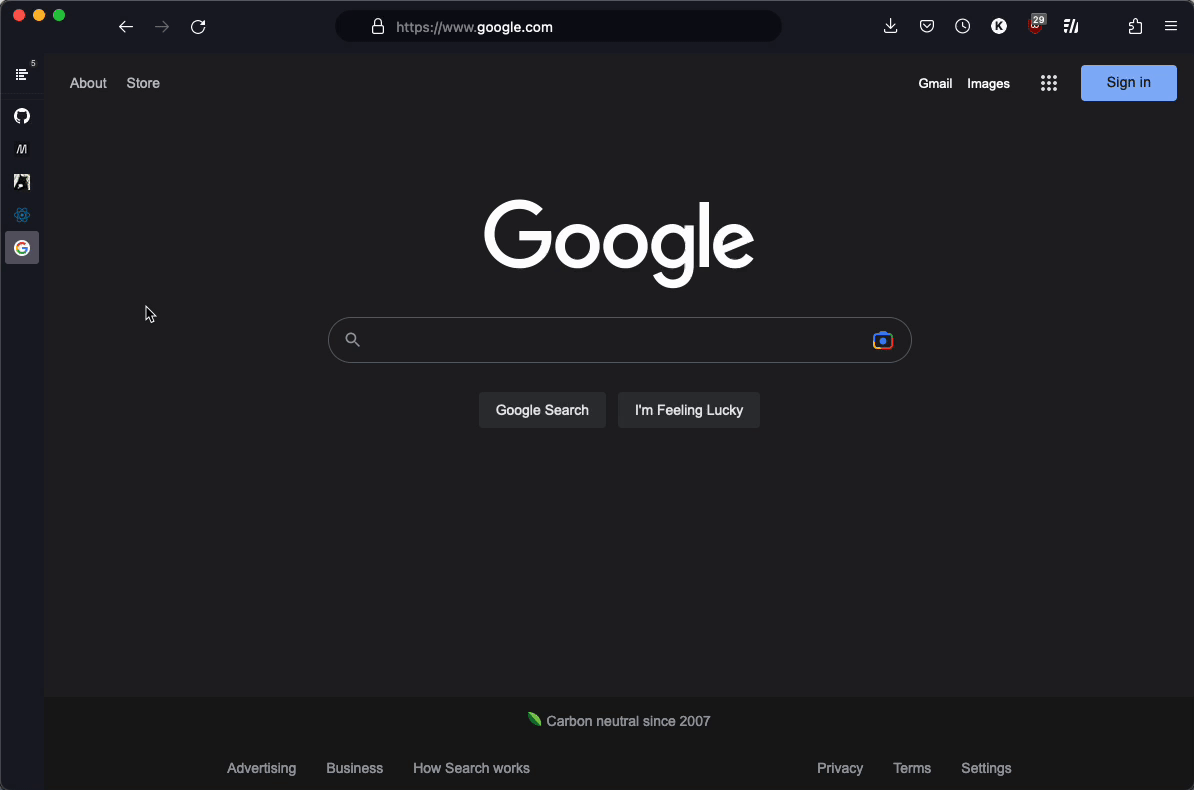 https://www.google.com
29
5
About Store
Gmail Images
Sign in
Google
Google Search
I'm Feeling Lucky
Carbon neutral since 2007
Advertising Business How Search works
Privacy Terms Settings